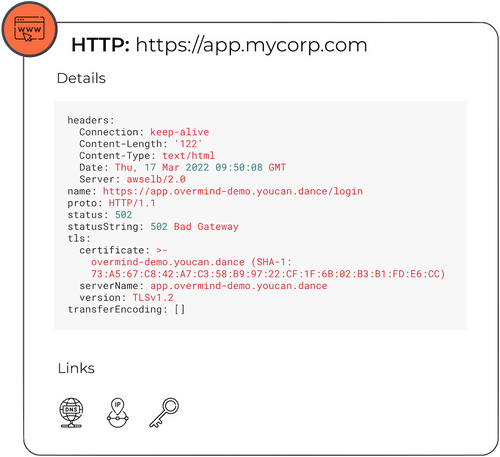 WWW
HTTP: https://app.mycorp.com
Details
headers:
Connection: keep-alive
Content-Length: '122'
Content-Type: text/html
Date: Thu, 17 Mar 2022 09:50:08 GMT
Server: awselb/2.0
name: https://app.overmind-demo.youcan.dance/login
proto: HTTP/1.1
status: 502
statusString: 502 Bad Gateway
tls:
certificate: >-
overmind-demo.youcan.dance (SHA-1:
73:A5:67:C8:42:A7:C3:58:B9:97:22:CF:1F:6B:02:B3:B1:FD:E6:CC)
serverName: app.overmind-demo.youcan.dance
version: TLSv1.2
transferEncoding: []
Links
DNS
IP